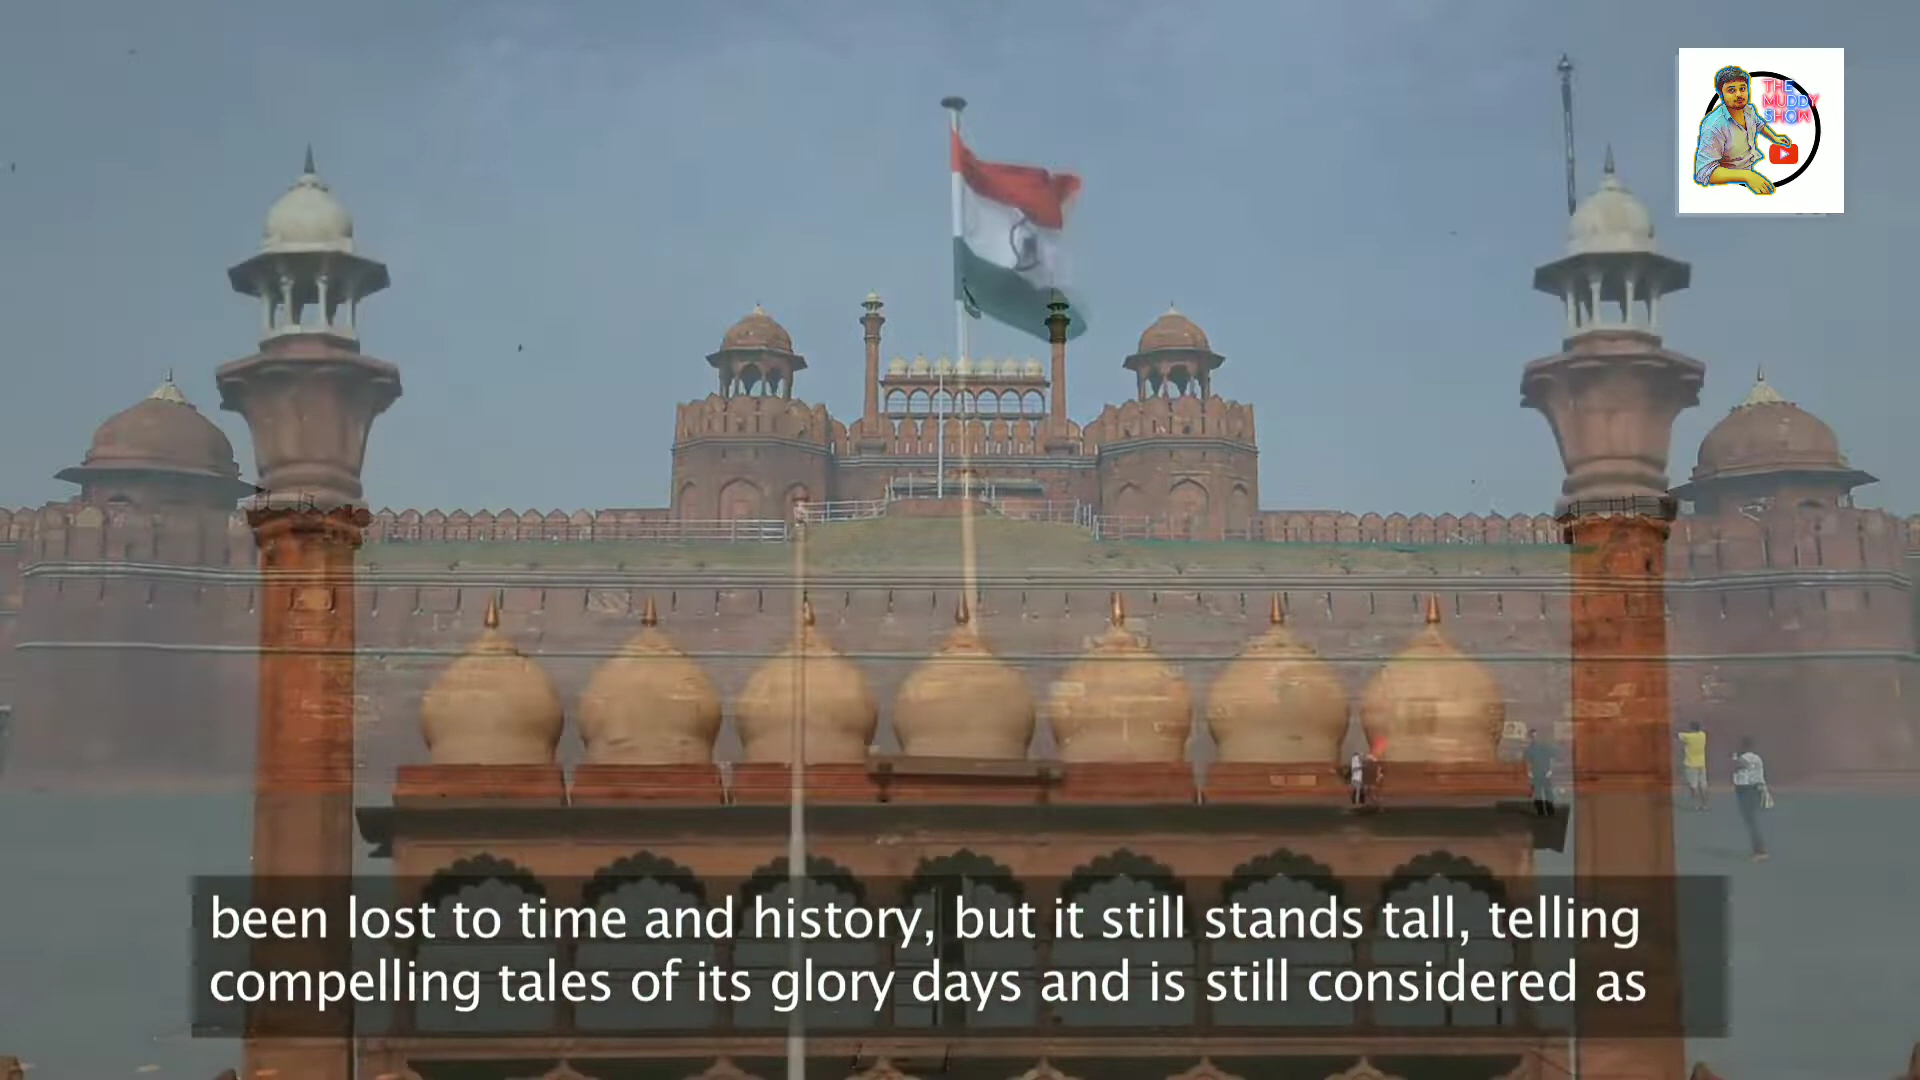 THE
MUDDY
SHOW
been lost to time and history, but it still stands tall, telling
compelling tales of its glory days and is still considered as